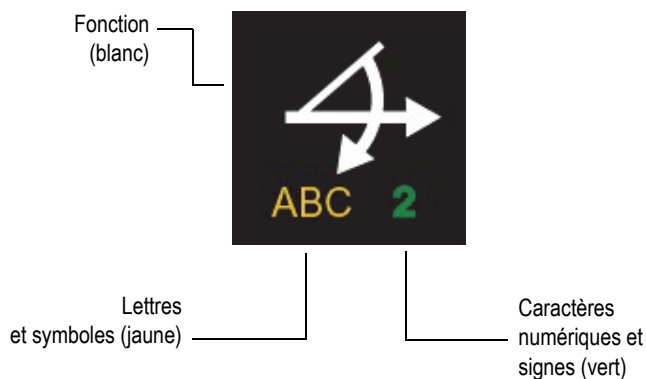 Fonction
(blanc)
ABC 2
Lettres
et symboles (jaune)
Caractères
numériques et
signes (vert)